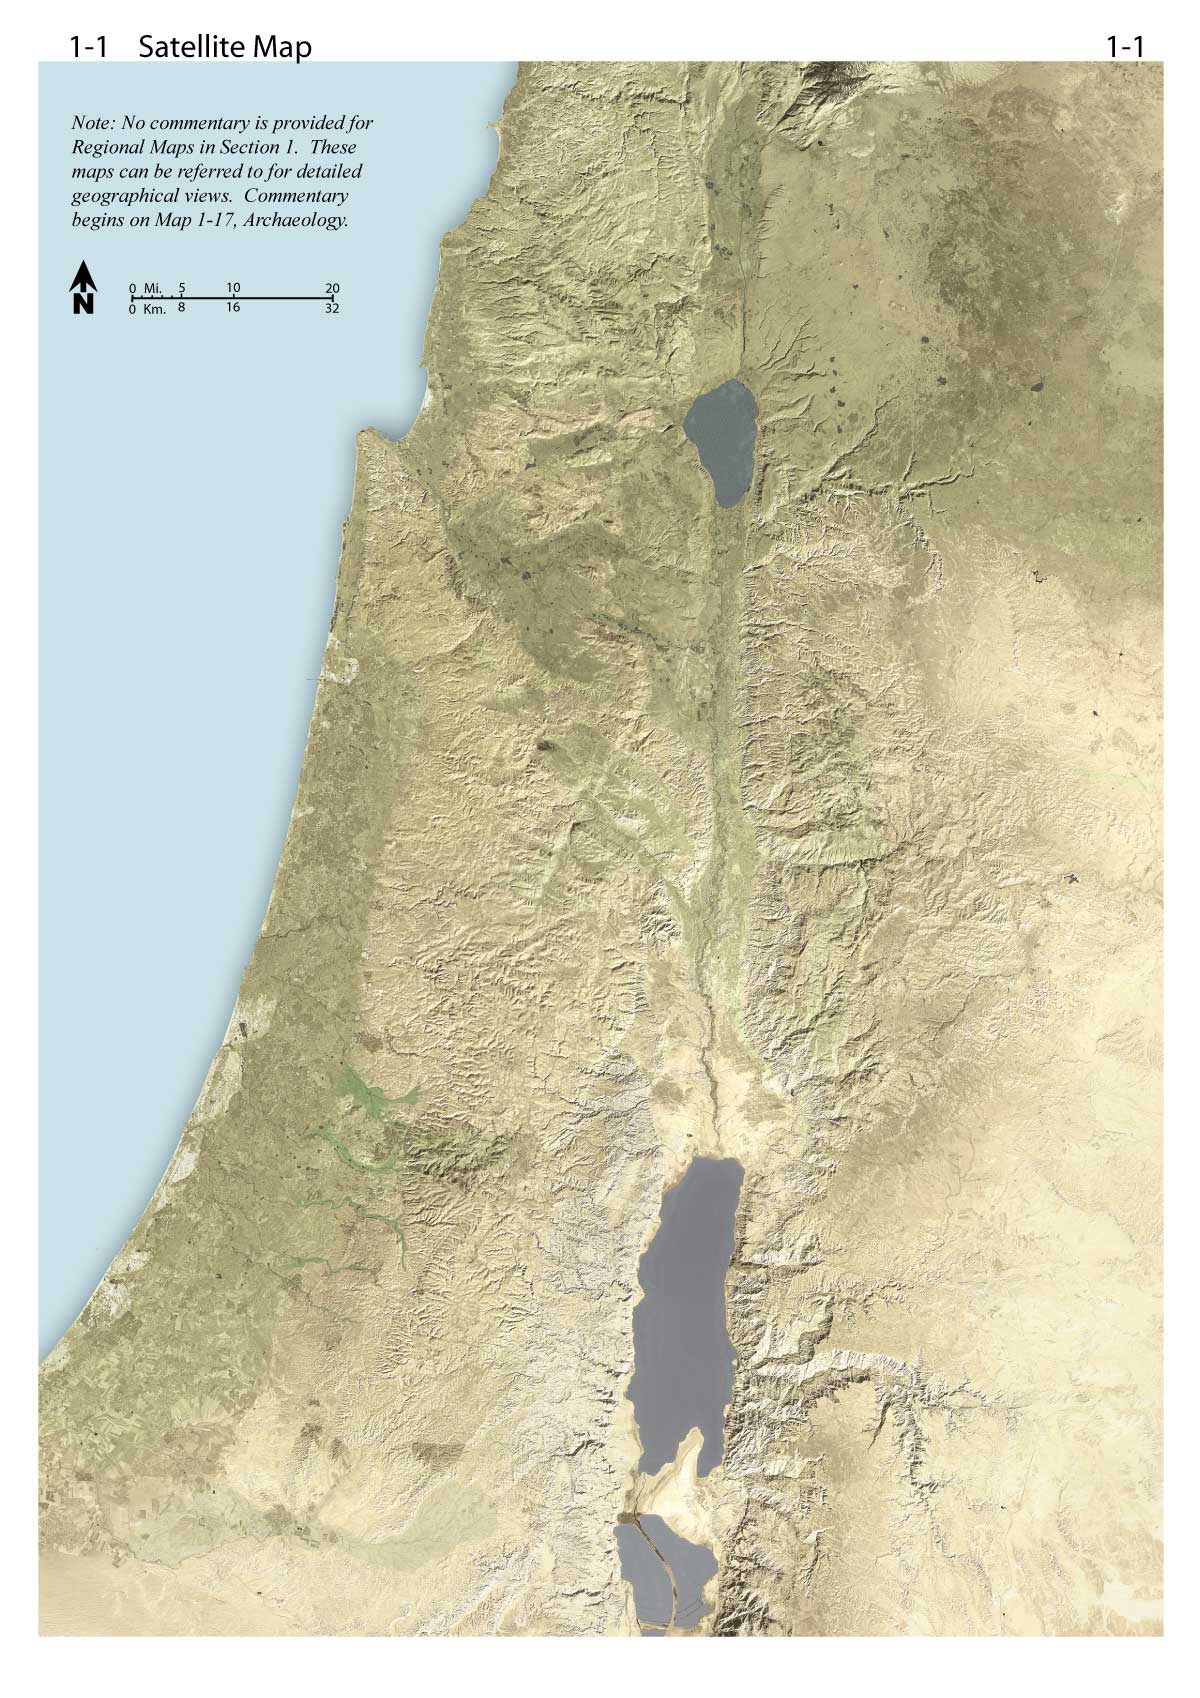 1-1 Satellite Map 1-1
Note: No commentary is provided for
Regional Maps in Section 1. These
maps can be referred to for detailed
geographical views. Commentary
begins on Map 1-17, Archaeology.
0 Mi. 5 10 20
N
0 Km. 8 16 32